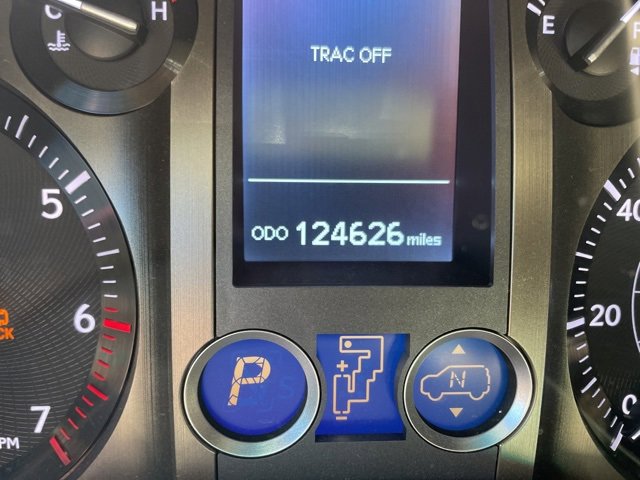 C H
E F
TRAC OFF
ODO 124626 miles
5
6
7
40
20
P
N
C